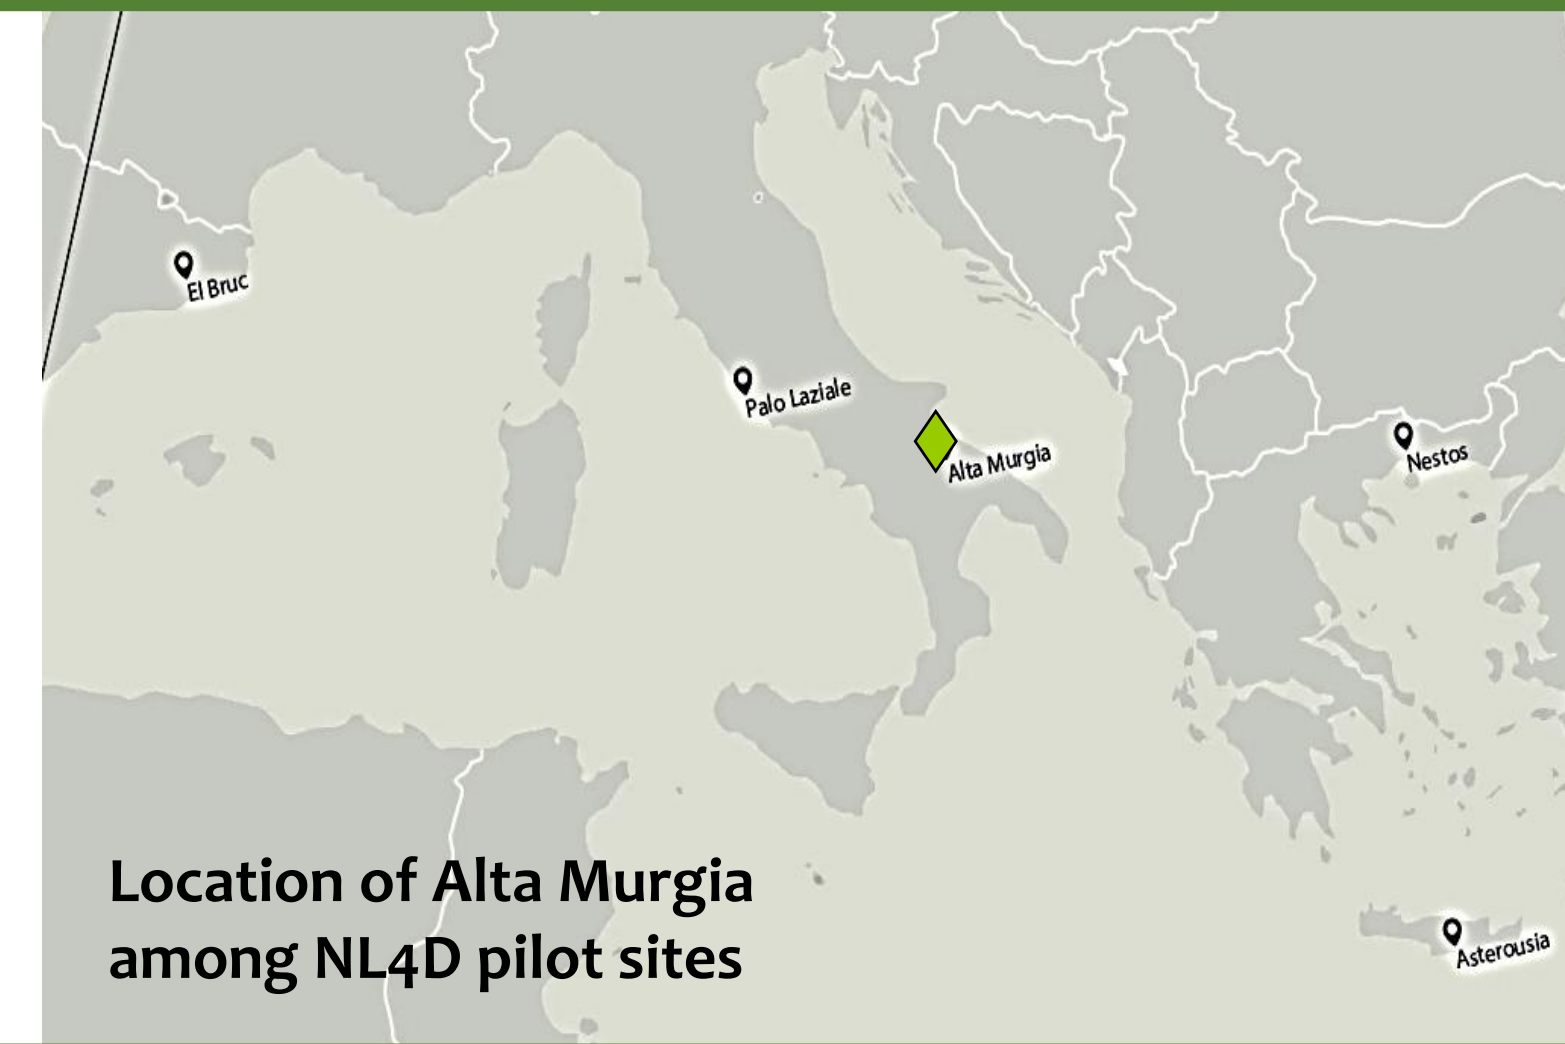 El Bruc
Palo Laziale
Alta Murgia
Nestos
Asterousia
Location of Alta Murgia
among NL4D pilot sites